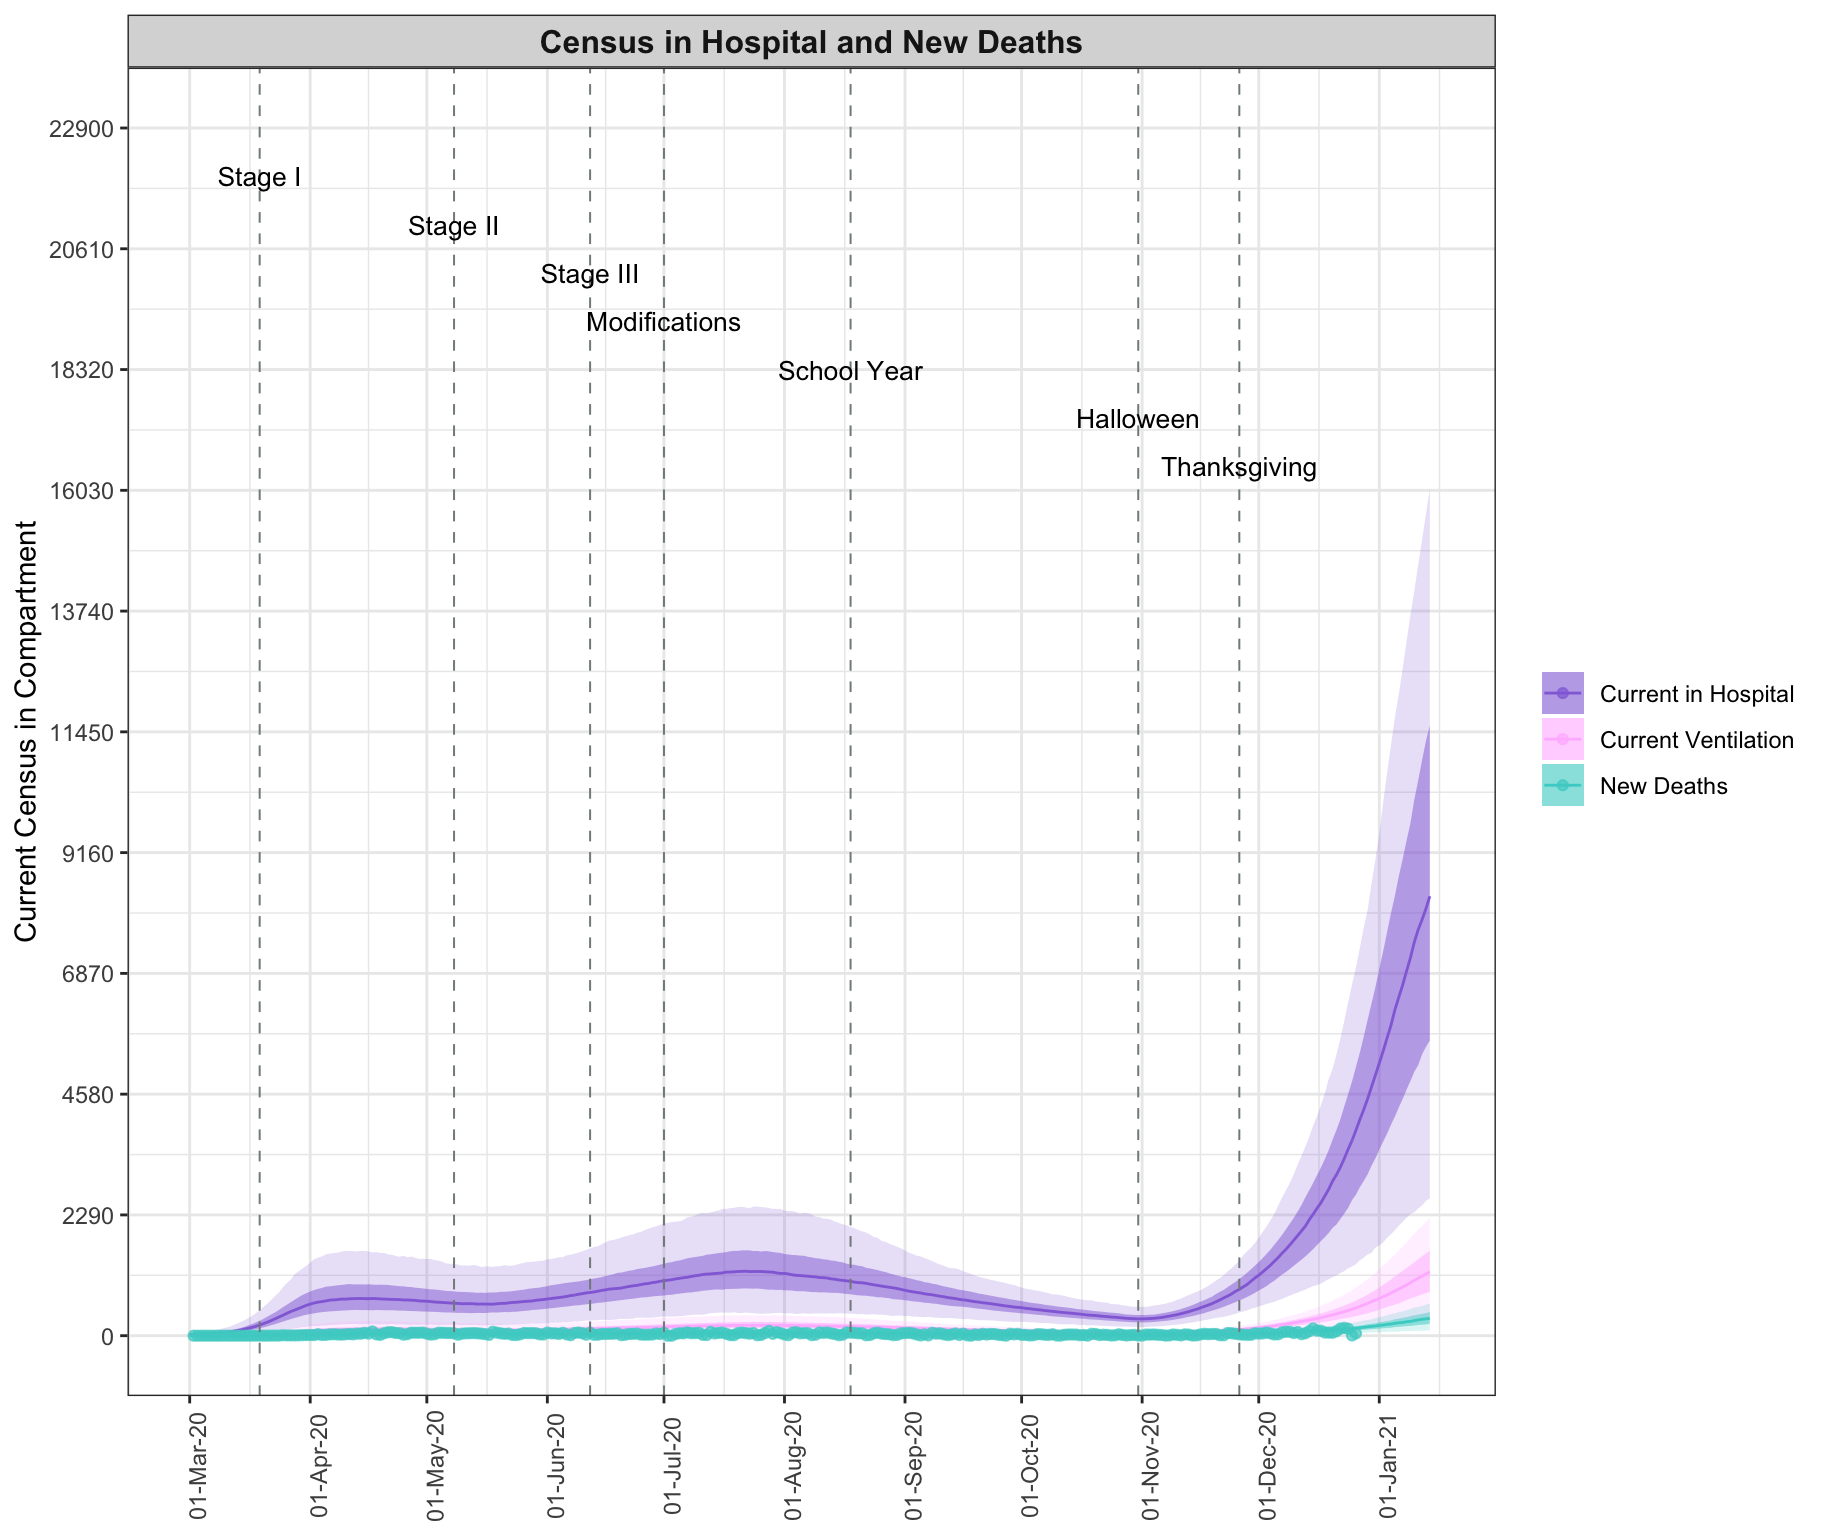 Census in Hospital and New Deaths
Current Census in Compartment
22900
20610
18320
16030
13740
11450
9160
6870
4580
2290
0
Stage I
Stage II
Stage III
Modifications
School Year
Halloween
Thanksgiving
01-Mar-20
01-Apr-20
01-May-20
01-Jun-20
01-Jul-20
01-Aug-20
01-Sep-20
01-Oct-20
01-Nov-20
01-Dec-20
01-Jan-21
Current in Hospital
Current Ventilation
New Deaths